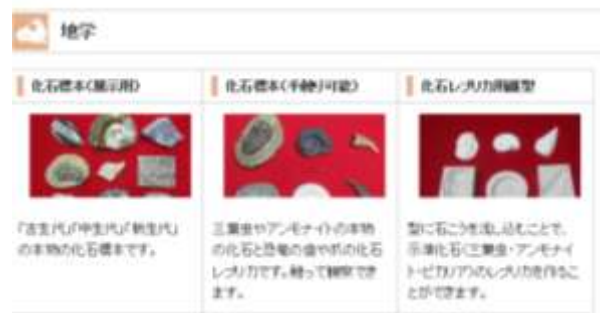 地学
化石標本(展示用)
「古生代」「中生代」「新生代」
の本物の化石標本です。
化石標本(手触り可能)
三葉虫やアンモナイトの本物
の化石と恐竜の歯や爪の化石
レプリカです。触って観察でき
ます。
化石レプリカ用雌型
型に石こうを流し込むことで、
示準化石(三葉虫・アンモナイ
ト・ビカリア)のレプリカを作るこ
とができます。